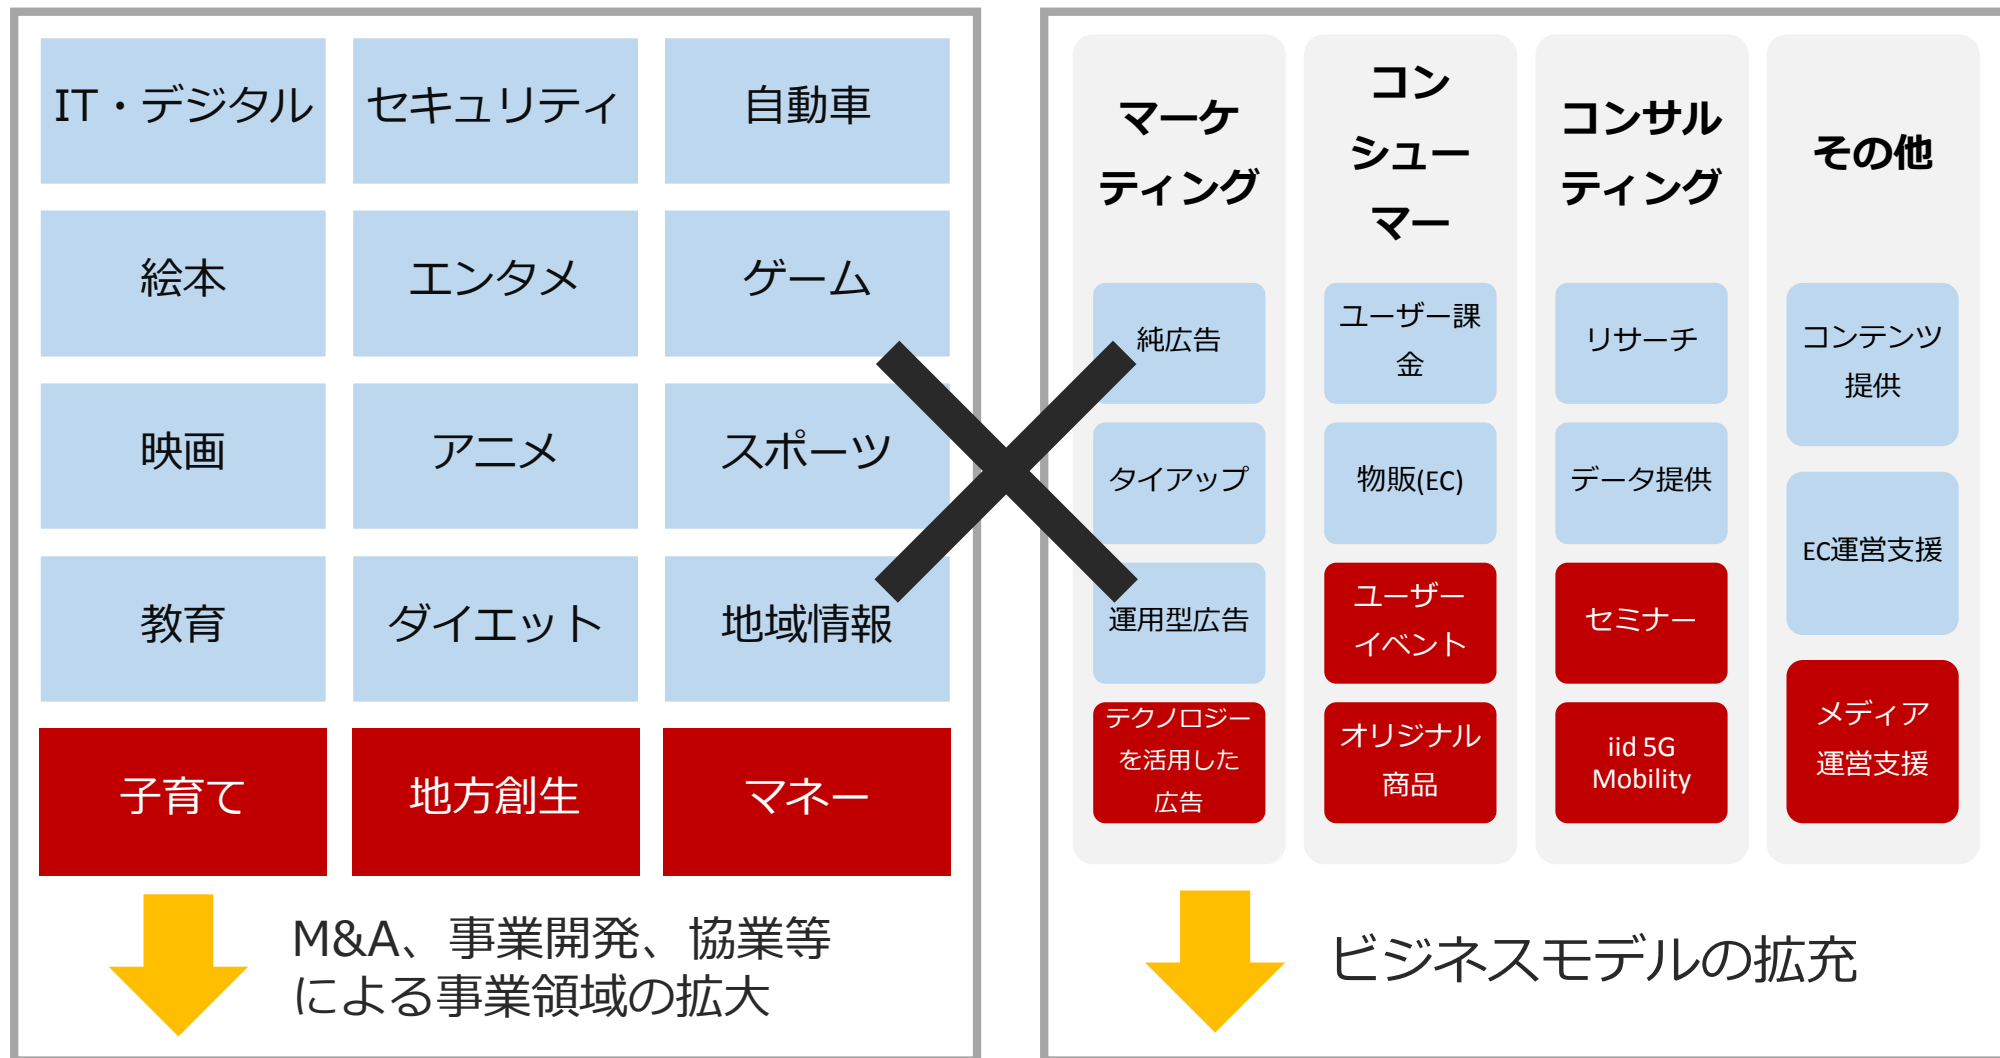 IT・デジタル
セキュリティ
自動車
絵本
エンタメ
ゲーム
映画
アニメ
スポーツ
教育
ダイエット
地域情報
子育て
地方創生
マネー
M&A、事業開発、協業等
による事業領域の拡大
マーケ
ティング
純広告
タイアップ
運用型広告
テクノロジー
を活用した
広告
コン
シュー
マー
ユーザー課
金
物販(EC)
ユーザー
イベント
オリジナル
商品
コンサル
ティング
リサーチ
データ提供
セミナー
iid 5G
Mobility
その他
コンテンツ
提供
EC運営支援
メディア
運営支援
ビジネスモデルの拡充